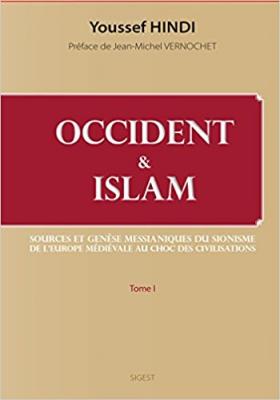 Youssef HINDI
Préface de Jean-Michel VERNOCHET
OCCIDENT
&
ISLAM
SOURCES ET GENÈSE MESSIANIQUES DU SIONISME
DE L'EUROPE MÉDIÉVALE AU CHOC DES CIVILISATIONS
Tome I
SIGEST